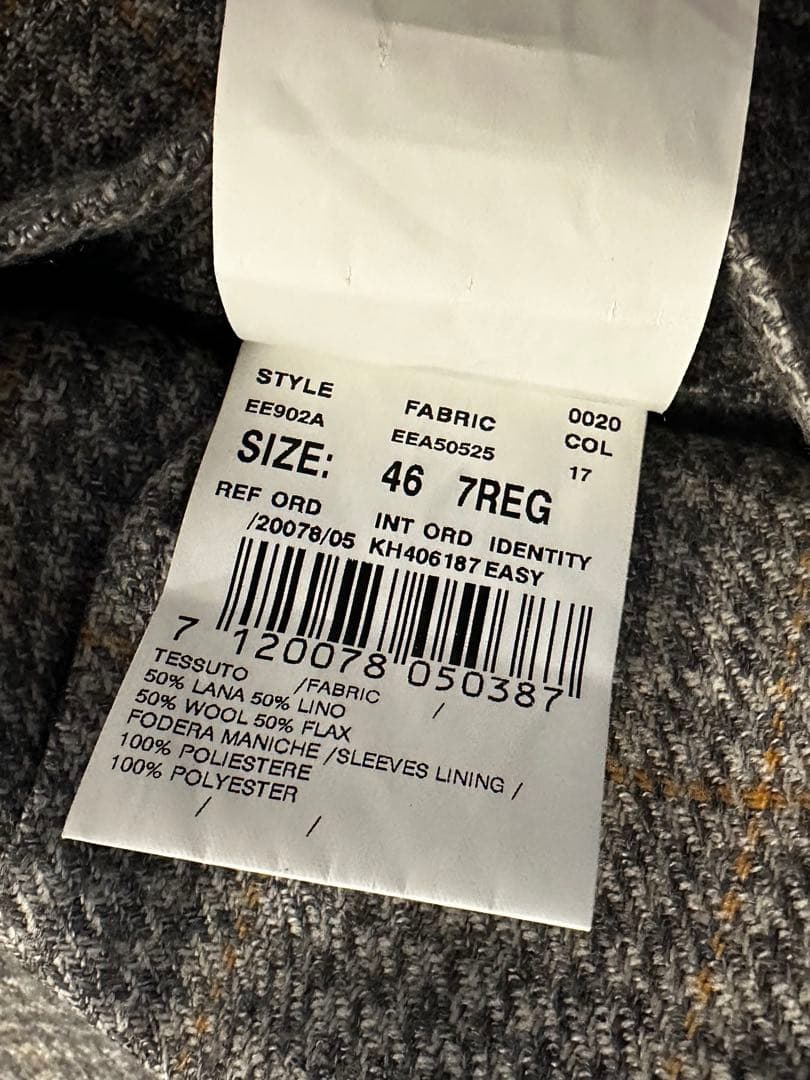 STYLE FABRIC 0020
EE902A EEA50525 COL
SIZE: 46 7REG 17
REF ORD INT ORD IDENTITY
/20078/05 KH406187 EASY
7 120078 050387
TESSUTO /FABRIC /
50% LANA 50% LINO
50% WOOL 50% FLAX
FODERA MANICHE /SLEEVES LINING /
100% POLIESTERE
100% POLYESTER
/ /